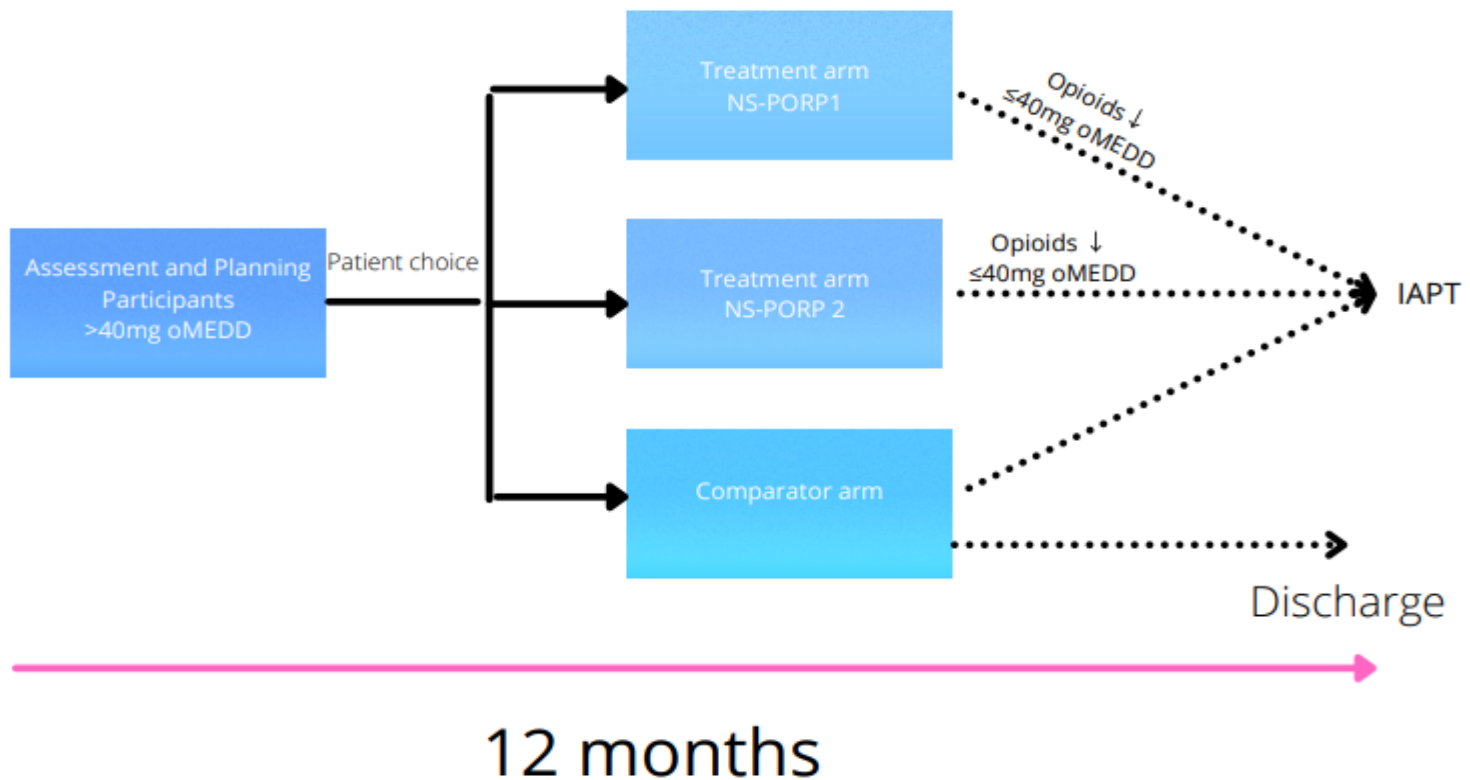 Assessment and Planning
Participants
>40mg oMEDD
Patient choice
Treatment arm
NS-PORP1
Opioids ↓
≤40mg oMEDD
Treatment arm
NS-PORP 2
Opioids ↓
≤40mg oMEDD
Comparator arm
IAPT
Discharge
12 months